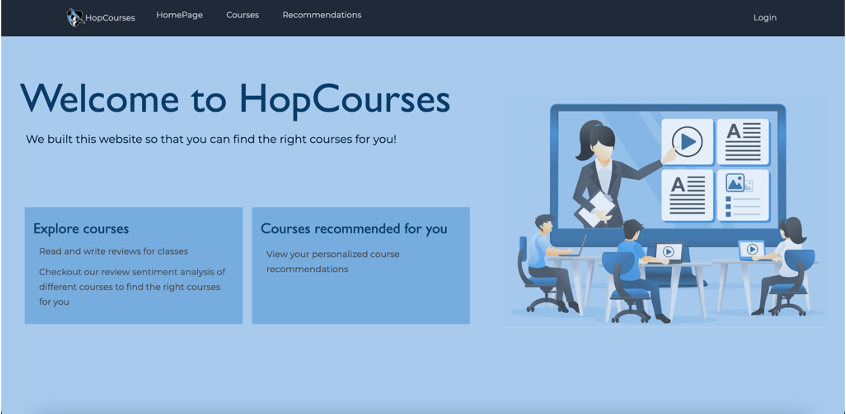 HopCourses
HomePage
Courses
Recommendations
Login
Welcome to HopCourses
We built this website so that you can find the right courses for you!
Explore courses
Read and write reviews for classes
Checkout our review sentiment analysis of
different courses to find the right courses
for you
Courses recommended for you
View your personalized course
recommendations
A
A